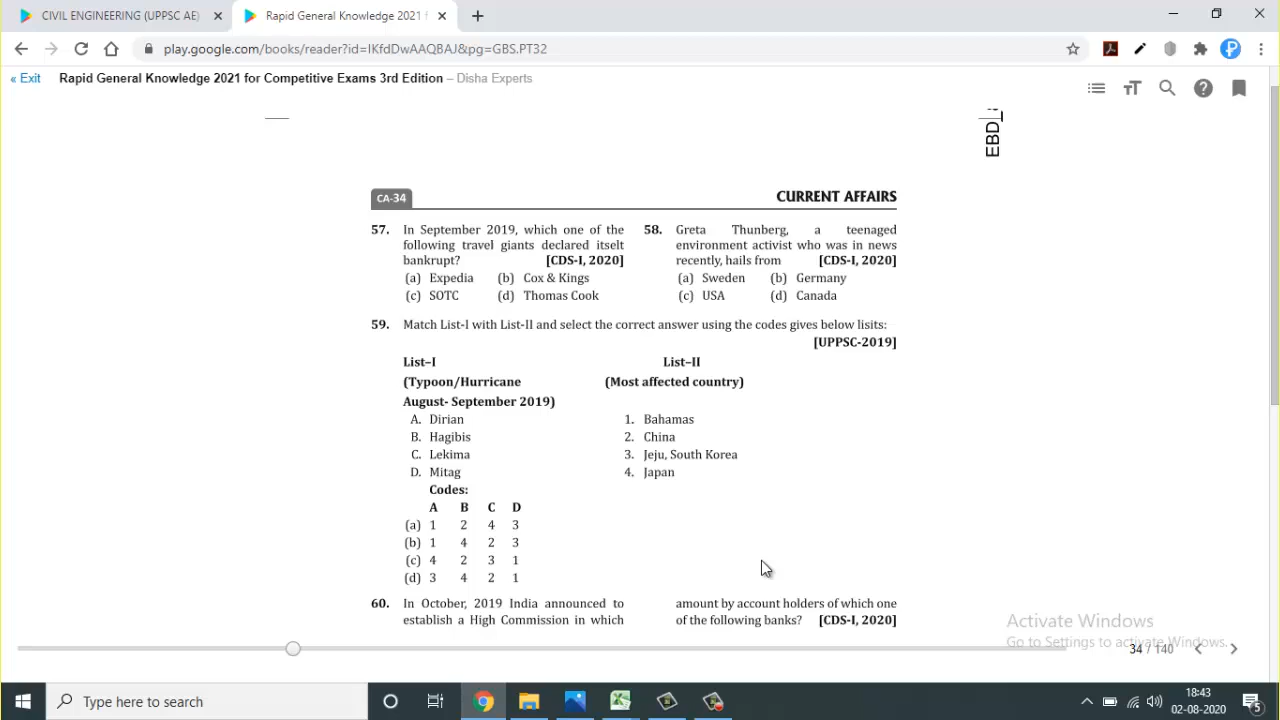 CIVIL ENGINEERING (UPPSC AE)
Rapid General Knowledge 2021 f
play.google.com/books/reader?id=IKfdDwAAQBAJ&pg=GBS.PT32
« Exit Rapid General Knowledge 2021 for Competitive Exams 3rd Edition – Disha Experts
EBD_
CA-34 CURRENT AFFAIRS
57. In September 2019, which one of the
following travel giants declared itselt
bankrupt? [CDS-I, 2020]
(a) Expedia (b) Cox & Kings
(c) SOTC (d) Thomas Cook
58. Greta Thunberg, a teenaged
environment activist who was in news
recently, hails from [CDS-I, 2020]
(a) Sweden (b) Germany
(c) USA (d) Canada
59. Match List-I with List-II and select the correct answer using the codes gives below lisits:
[UPPSC-2019]
List–I List–II
(Typoon/Hurricane (Most affected country)
August- September 2019)
A. Dirian 1. Bahamas
B. Hagibis 2. China
C. Lekima 3. Jeju, South Korea
D. Mitag 4. Japan
Codes:
A B C D
(a) 1 2 4 3
(b) 1 4 2 3
(c) 4 2 3 1
(d) 3 4 2 1
60. In October, 2019 India announced to
establish a High Commission in which
amount by account holders of which one
of the following banks? [CDS-I, 2020]
Activate Windows
Go to Settings to activate Windows.
34 / 140
Type here to search
18:43
02-08-2020
5